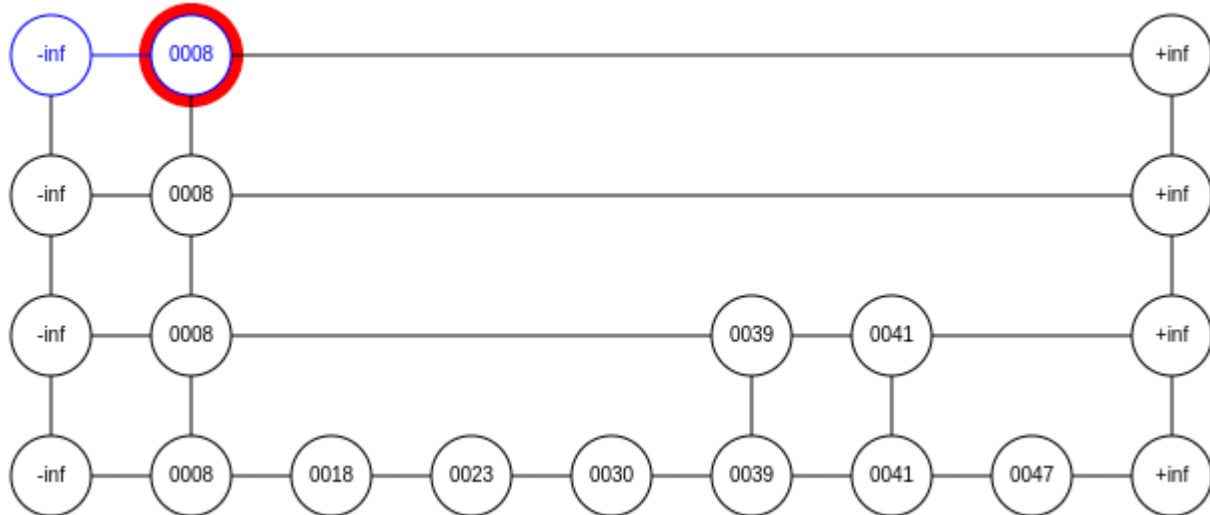 -inf 0008 +inf
-inf 0008 +inf
-inf 0008 0039 0041 +inf
-inf 0008 0018 0023 0030 0039 0041 0047 +inf